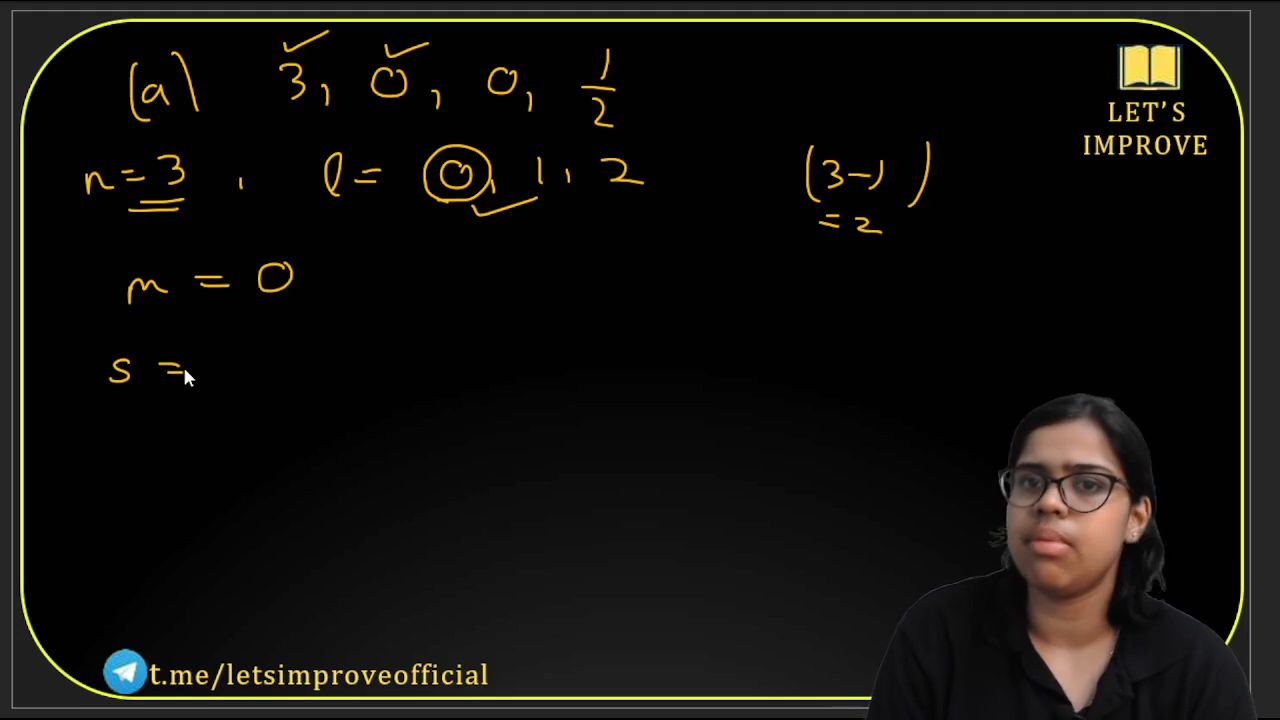 (a) 3, 0, 0, 1/2
n = 3, l = 0, 1, 2
(3-1)
= 2
m = 0
s =
LET'S
IMPROVE
t.me/letsimproveofficial